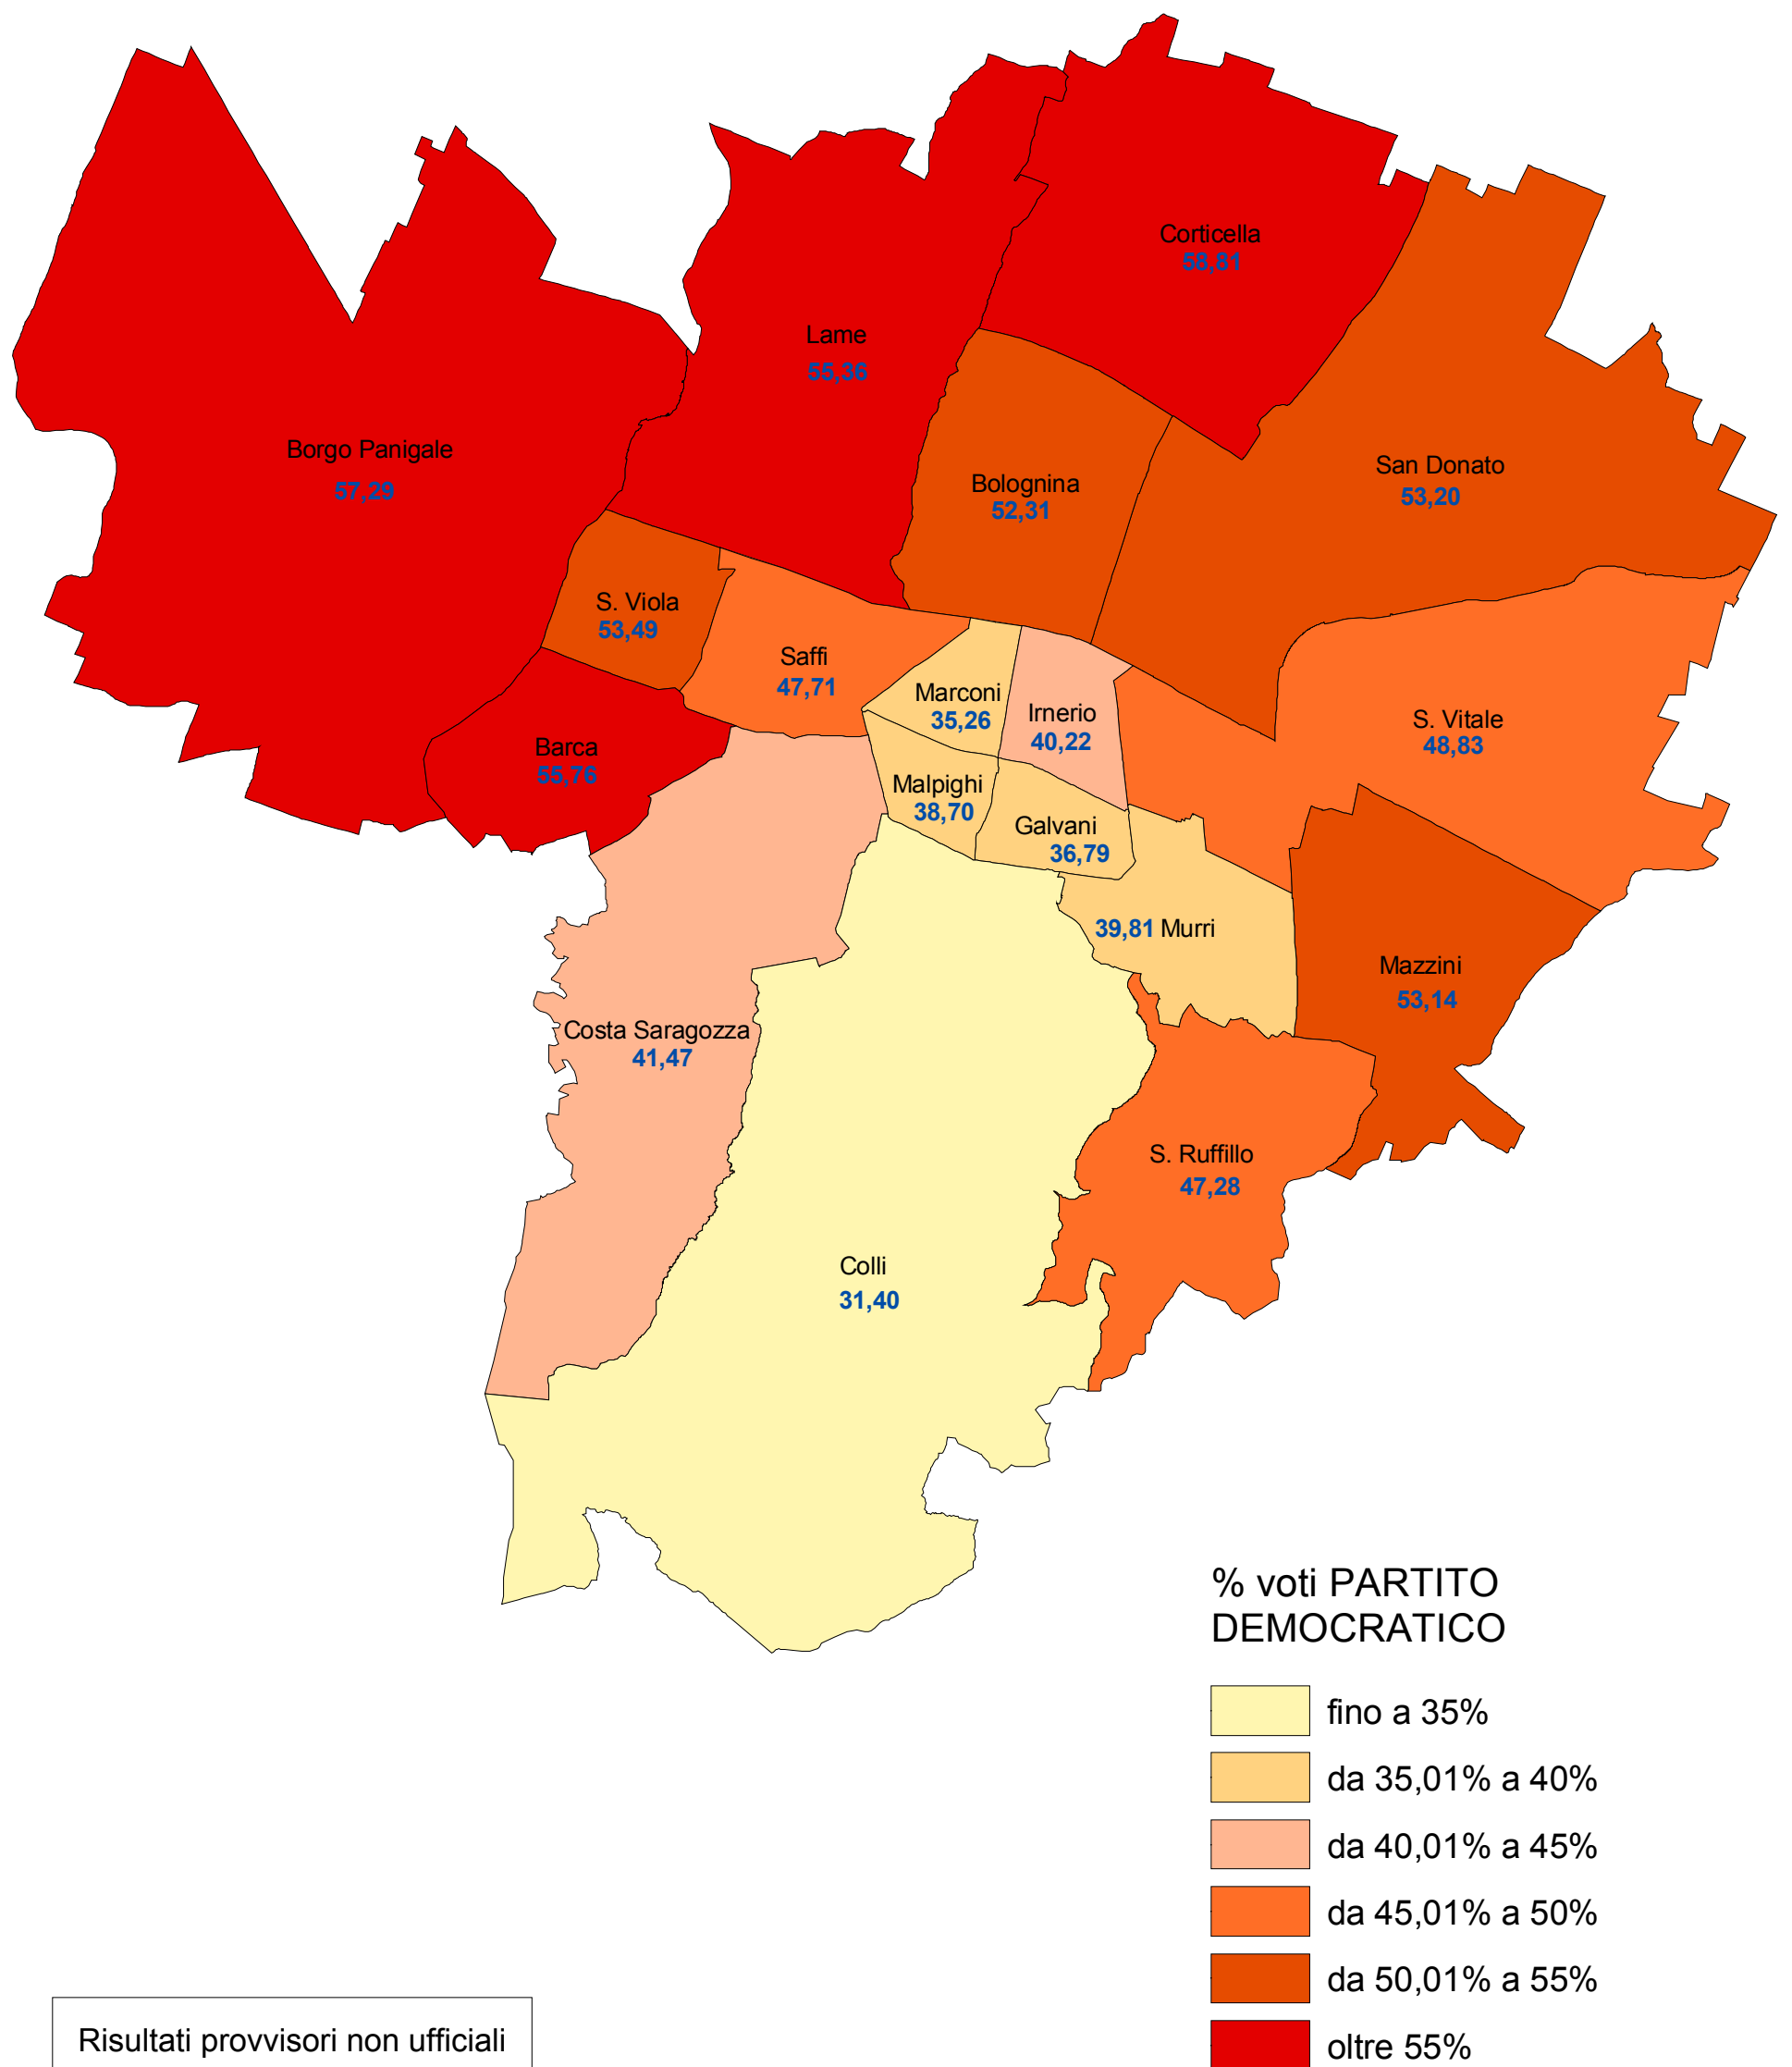 Corticella
58,81
Lame
55,36
Borgo Panigale
57,29
San Donato
53,20
Bolognina
52,31
S. Viola
53,49
Saffi
47,71
Marconi
35,26
Irnerio
40,22
S. Vitale
48,83
Barca
55,76
Malpighi
38,70
Galvani
36,79
39,81 Murri
Mazzini
53,14
Costa Saragozza
41,47
S. Ruffillo
47,28
Colli
31,40
% voti PARTITO
DEMOCRATICO
fino a 35%
da 35,01% a 40%
da 40,01% a 45%
da 45,01% a 50%
da 50,01% a 55%
oltre 55%
Risultati provvisori non ufficiali